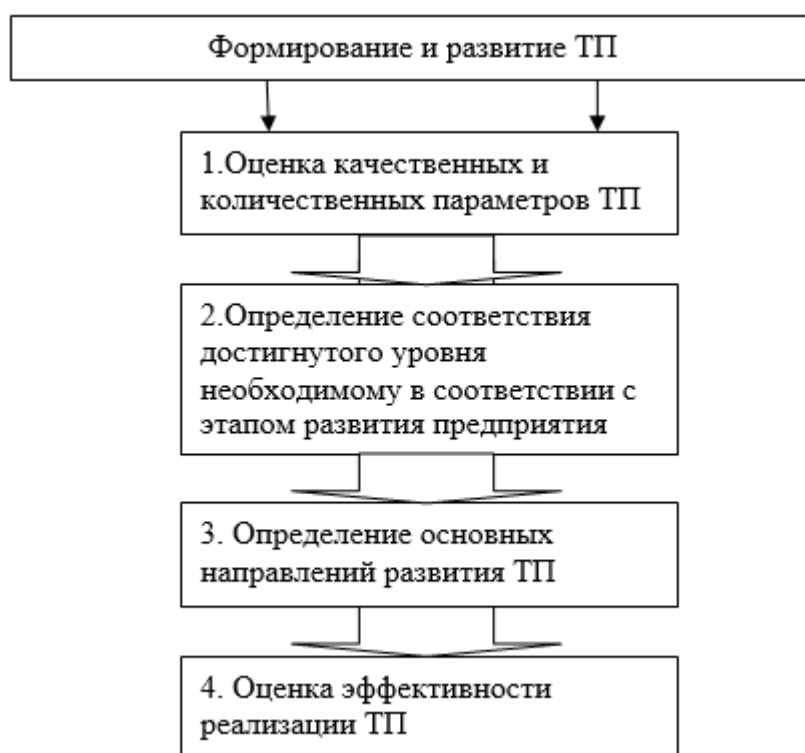 Формирование и развитие ТП
1.Оценка качественных и
количественных параметров ТП
2.Определение соответствия
достигнутого уровня
необходимому в соответствии с
этапом развития предприятия
3. Определение основных
направлений развития ТП
4. Оценка эффективности
реализации ТП